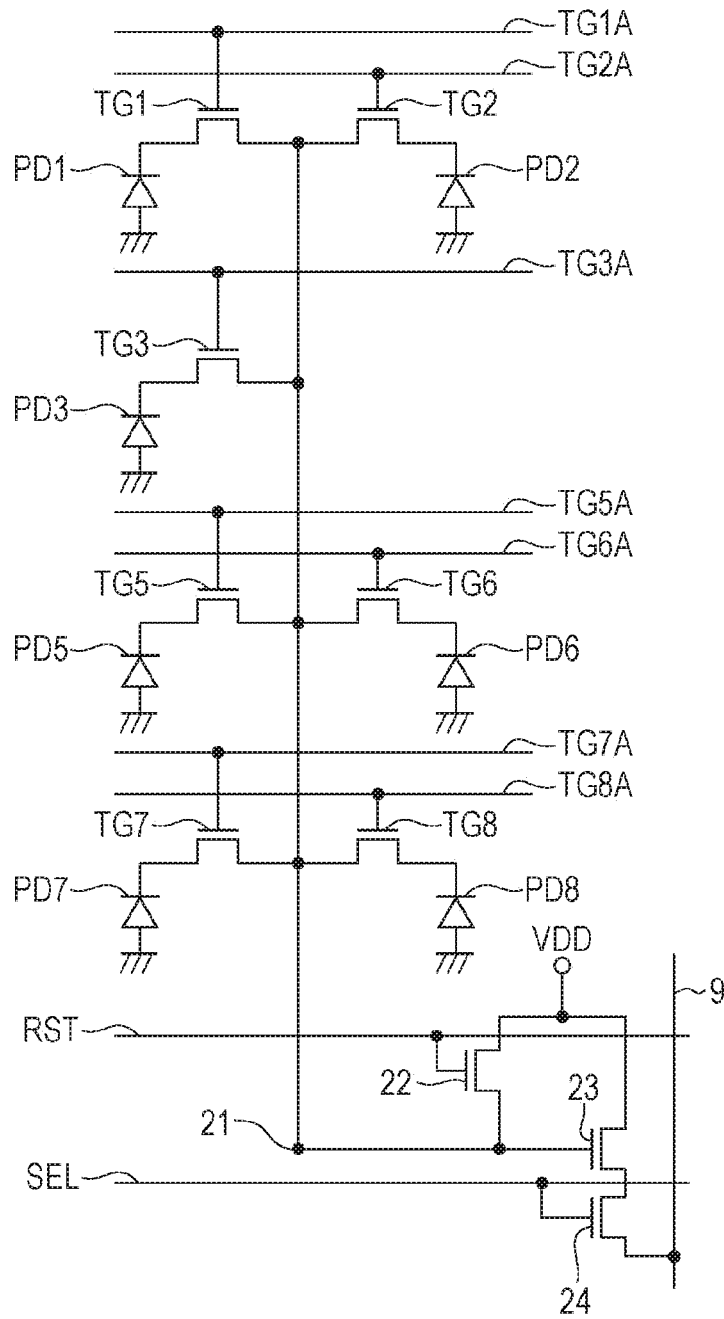 TG1A
TG2A
TG1 TG2
PD1 PD2
TG3A
TG3
PD3
TG5A
TG6A
TG5 TG6
PD5 PD6
TG7A
TG8A
TG7 TG8
PD7 PD8
VDD
9
RST
22 23
21
SEL
24